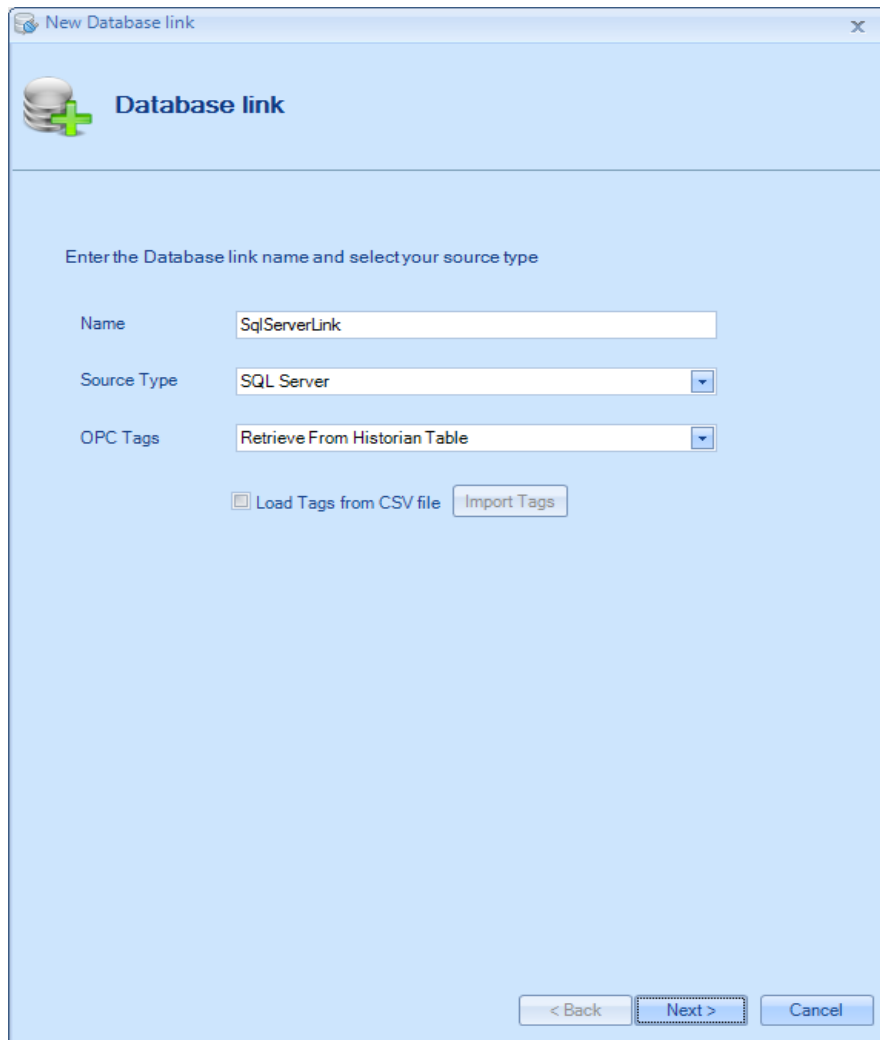 New Database link
Database link
Enter the Database link name and select your source type
Name SqlServerLink
Source Type SQL Server
OPC Tags Retrieve From Historian Table
Load Tags from CSV file Import Tags
< Back Next > Cancel